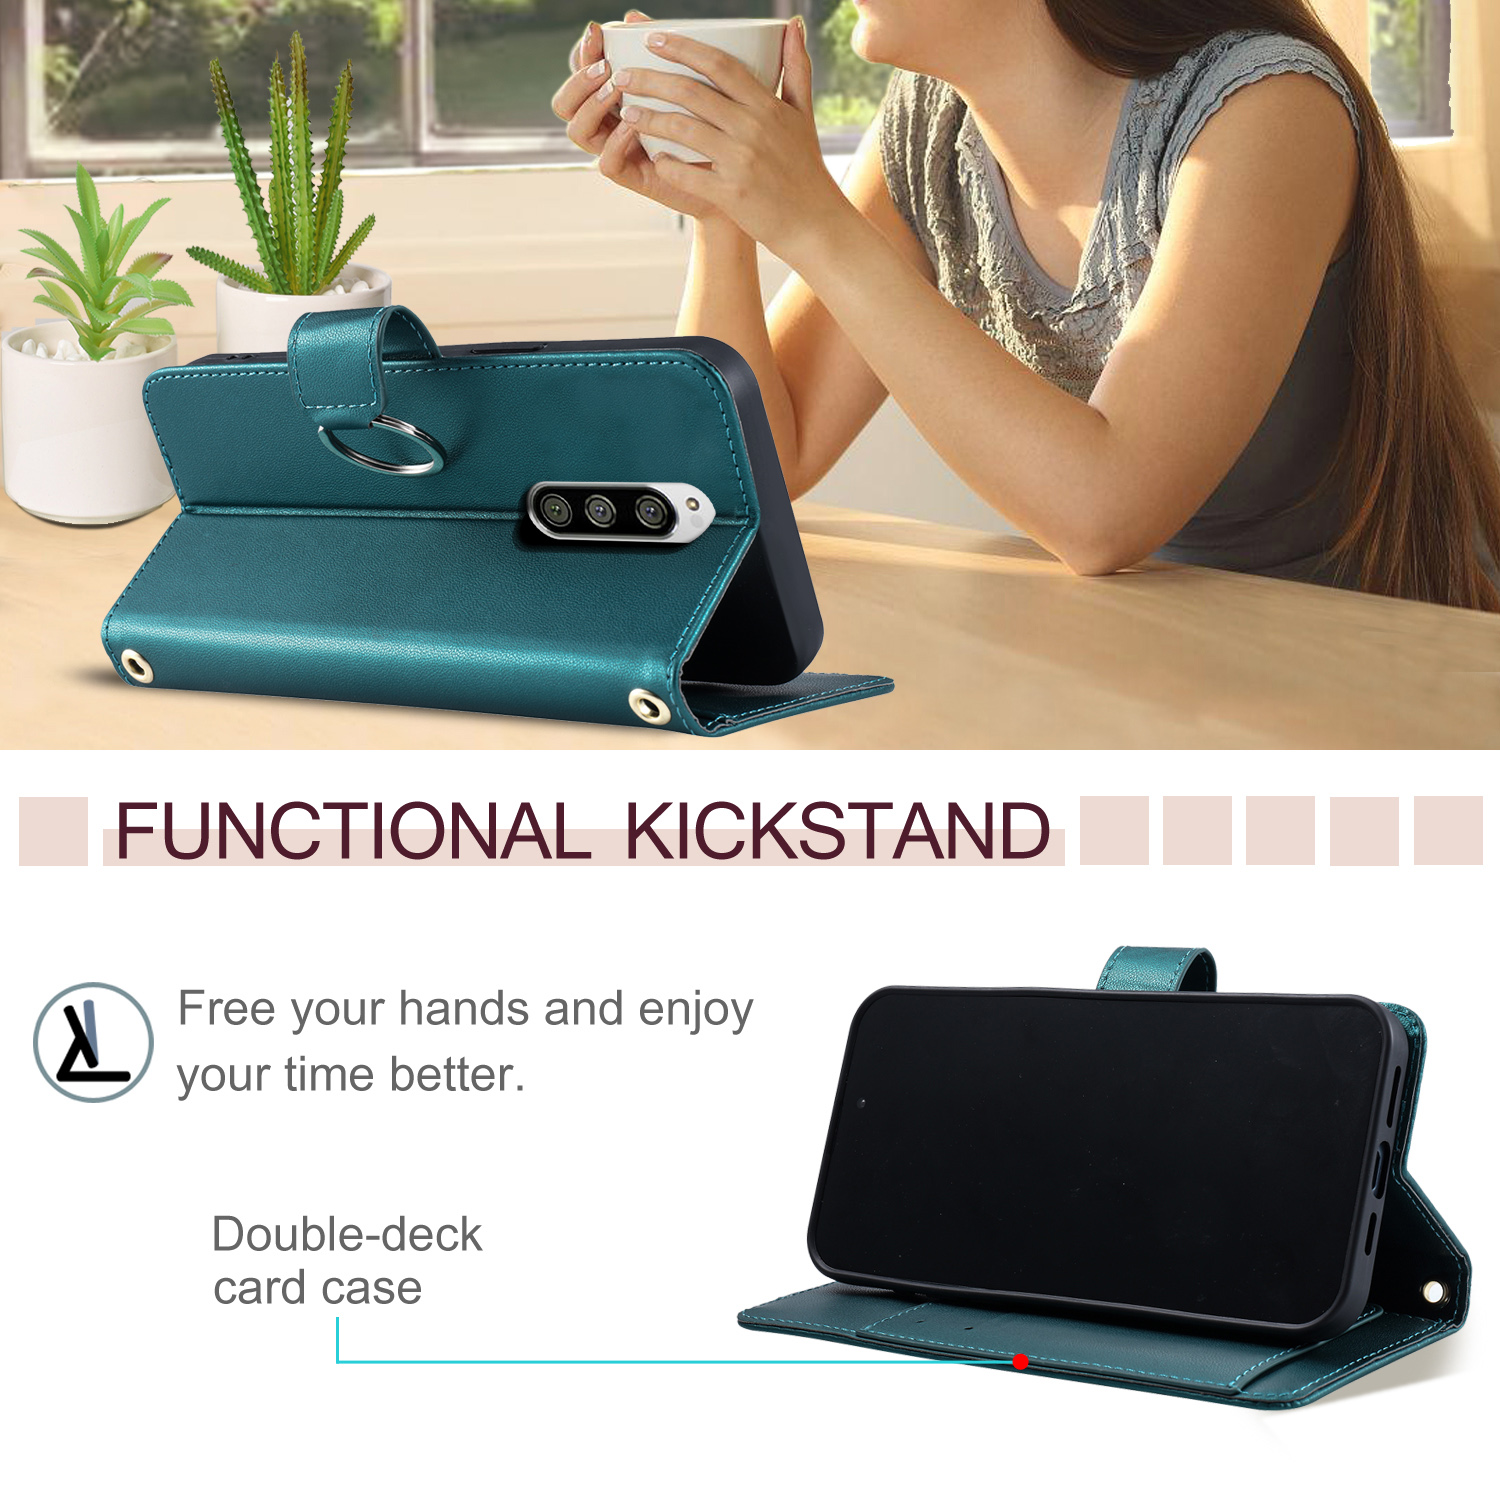 FUNCTIONAL KICKSTAND
Free your hands and enjoy
your time better.
Double-deck
card case